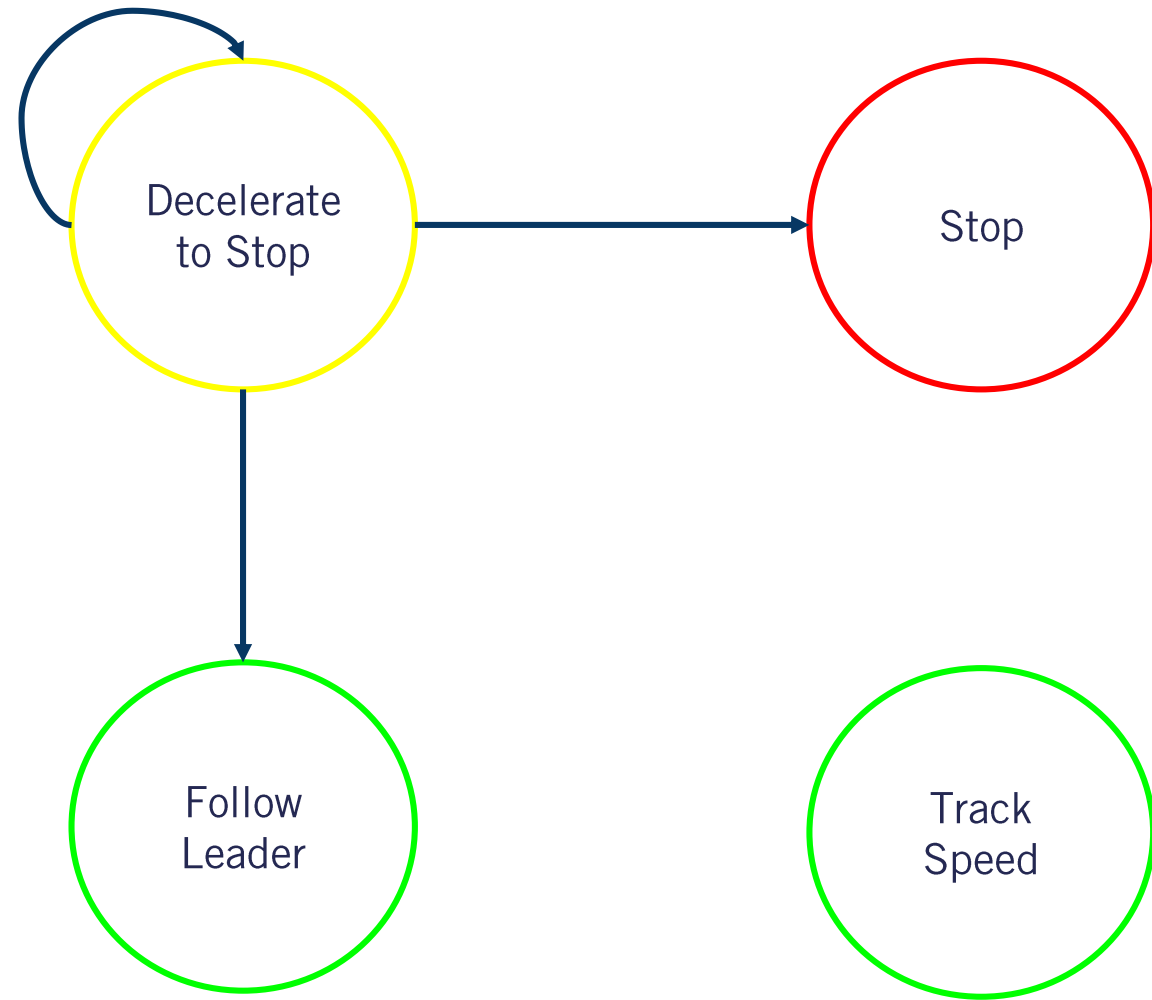 Decelerate
to Stop
Stop
Follow
Leader
Track
Speed